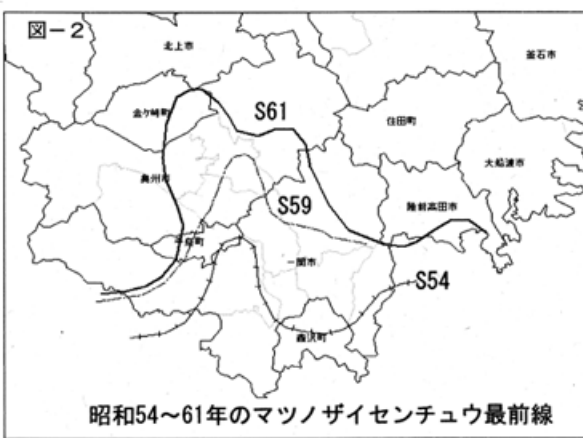 図-2
北上市
釜石市
金ケ崎町
S61
住田町
大船渡市
奥州市
陸前高田市
S59
平泉町
一関市
S54
藤沢町
昭和54～61年のマツノザイセンチュウ最前線